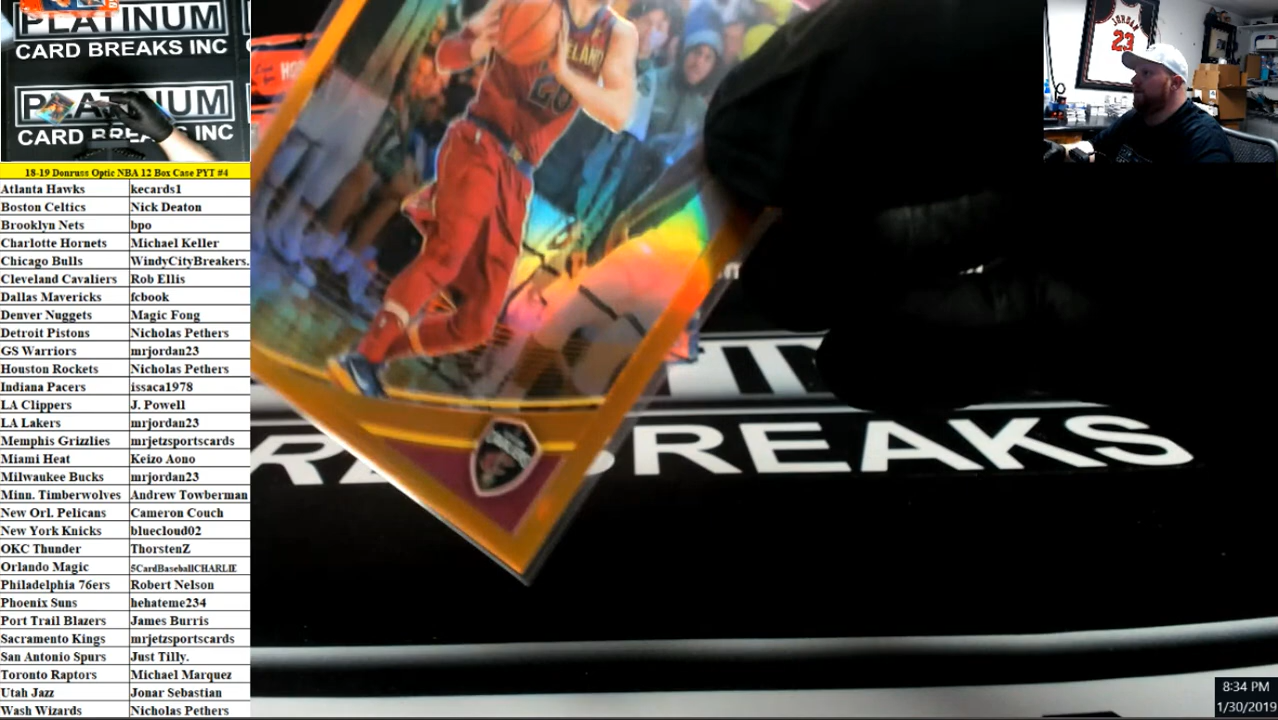 PLATINUM
CARD BREAKS INC
PLATINUM
CARD BREAKS INC
JORDAN
23
18-19 Donruss Optic NBA 12 Box Case PYT #4
Atlanta Hawks kecards1
Boston Celtics Nick Deaton
Brooklyn Nets bpo
Charlotte Hornets Michael Keller
Chicago Bulls WindyCityBreakers.
Cleveland Cavaliers Rob Ellis
Dallas Mavericks fcbook
Denver Nuggets Magic Fong
Detroit Pistons Nicholas Pethers
GS Warriors mrjordan23
Houston Rockets Nicholas Pethers
Indiana Pacers issaca1978
LA Clippers J. Powell
LA Lakers mrjordan23
Memphis Grizzlies mrjetzsportscards
Miami Heat Keizo Aono
Milwaukee Bucks mrjordan23
Minn. Timberwolves Andrew Towberman
New Orl. Pelicans Cameron Couch
New York Knicks bluecloud02
OKC Thunder ThorstenZ
Orlando Magic 5CardBaseballCHARLIE
Philadelphia 76ers Robert Nelson
Phoenix Suns hehateme234
Port Trail Blazers James Burris
Sacramento Kings mrjetzsportscards
San Antonio Spurs Just Tilly.
Toronto Raptors Michael Marquez
Utah Jazz Jonar Sebastian
Wash Wizards Nicholas Pethers
BREAKS
8:34 PM
1/30/2019